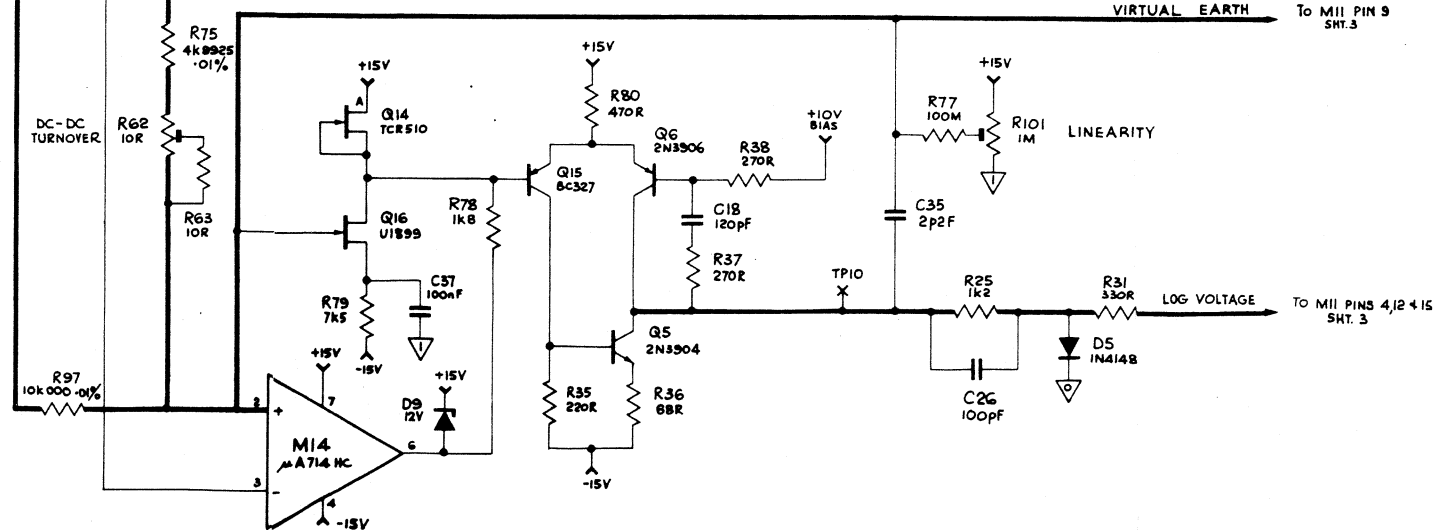 VIRTUAL EARTH
To M11 PIN 9
SHT.3
R75
4k9925
.01%
+15V
A
Q14
TCR510
+15V
R80
470R
+15V
R77
100M
R101
1M
LINEARITY
DC-DC
TURNOVER
R62
10R
R63
10R
Q6
2N3906
+10V
BIAS
R38
270R
Q15
BC327
R78
1k8
C18
120pF
R37
270R
C35
2p2F
1
Q16
U1899
R79
7k5
C37
100nF
1
-15V
TP10
R25
1k2
R31
330R
LOG VOLTAGE
TO M11 PINS 4,12 & 15
SHT. 3
Q5
2N3904
D5
1N4148
0
C26
100pF
R97
10k000 .01%
+15V
7
2
+
M14
μA714HC
6
3
-
4
-15V
D9
12V
+15V
R35
220R
R36
68R
-15V